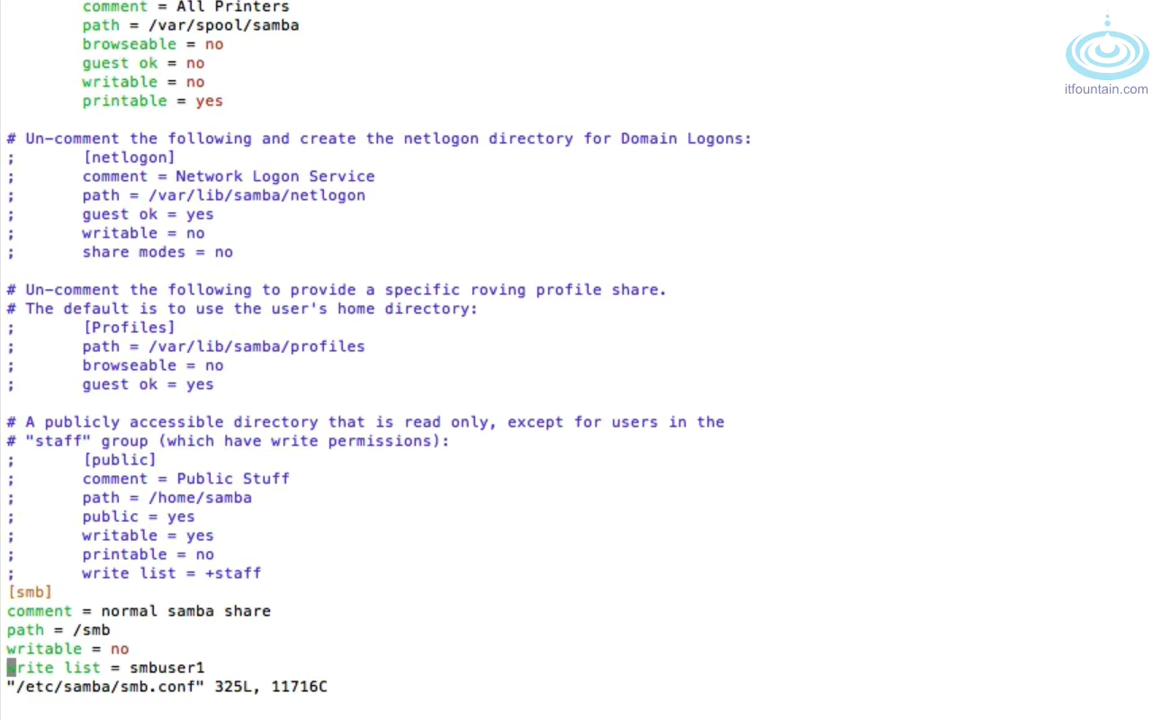 comment = All Printers
path = /var/spool/samba
browseable = no
guest ok = no
writable = no
printable = yes
itfountain.com
# Un-comment the following and create the netlogon directory for Domain Logons:
; [netlogon]
; comment = Network Logon Service
; path = /var/lib/samba/netlogon
; guest ok = yes
; writable = no
; share modes = no
# Un-comment the following to provide a specific roving profile share.
# The default is to use the user's home directory:
; [Profiles]
; path = /var/lib/samba/profiles
; browseable = no
; guest ok = yes
# A publicly accessible directory that is read only, except for users in the
# "staff" group (which have write permissions):
; [public]
; comment = Public Stuff
; path = /home/samba
; public = yes
; writable = yes
; printable = no
; write list = +staff
[smb]
comment = normal samba share
path = /smb
writable = no
write list = smbuser1
"/etc/samba/smb.conf" 325L, 11716C